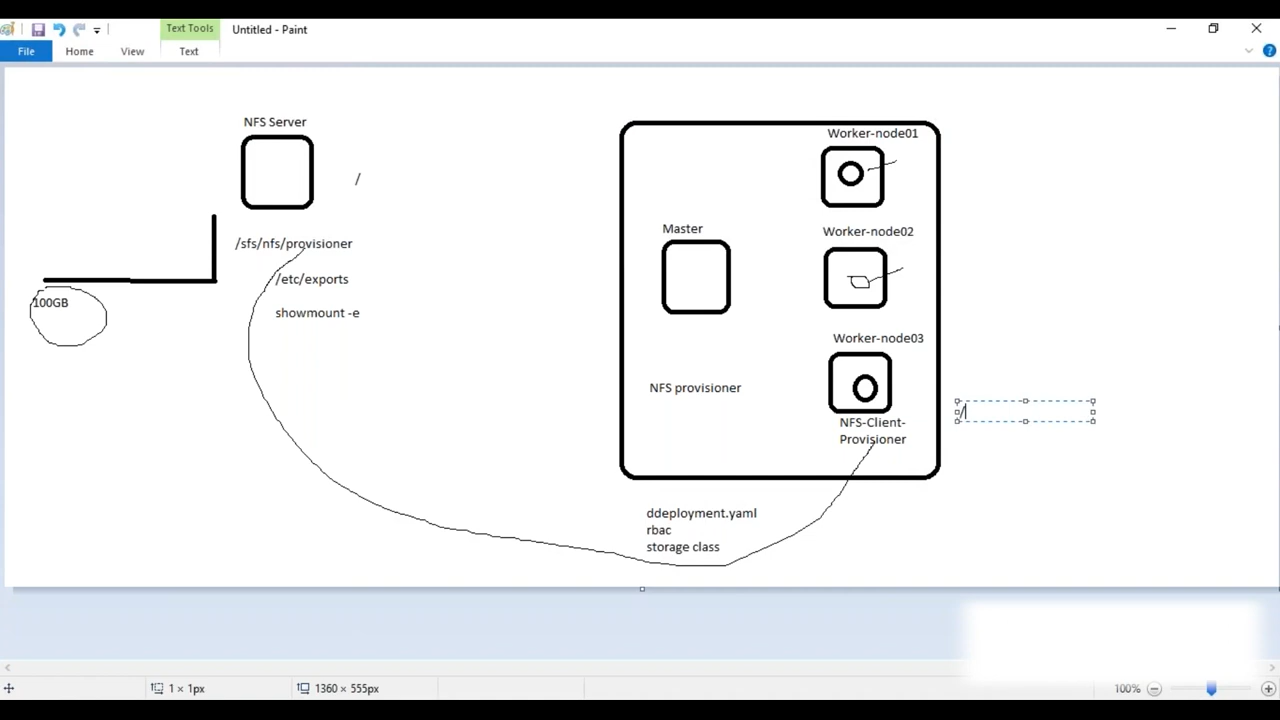 Text Tools
Untitled - Paint
File
Home
View
Text
NFS Server
/
/sfs/nfs/provisioner
/etc/exports
showmount -e
100GB
Worker-node01
Master
Worker-node02
Worker-node03
NFS provisioner
NFS-Client-
Provisioner
/
ddeployment.yaml
rbac
storage class
1 × 1px
1360 × 555px
100%